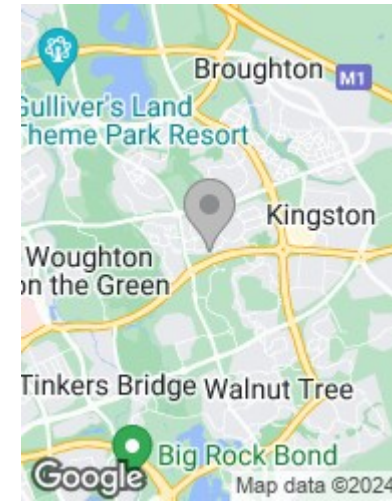 Broughton
M1
Gulliver's Land
Theme Park Resort
Kingston
Woughton
on the Green
Tinkers Bridge
Walnut Tree
Big Rock Bond
Google
Map data ©2024